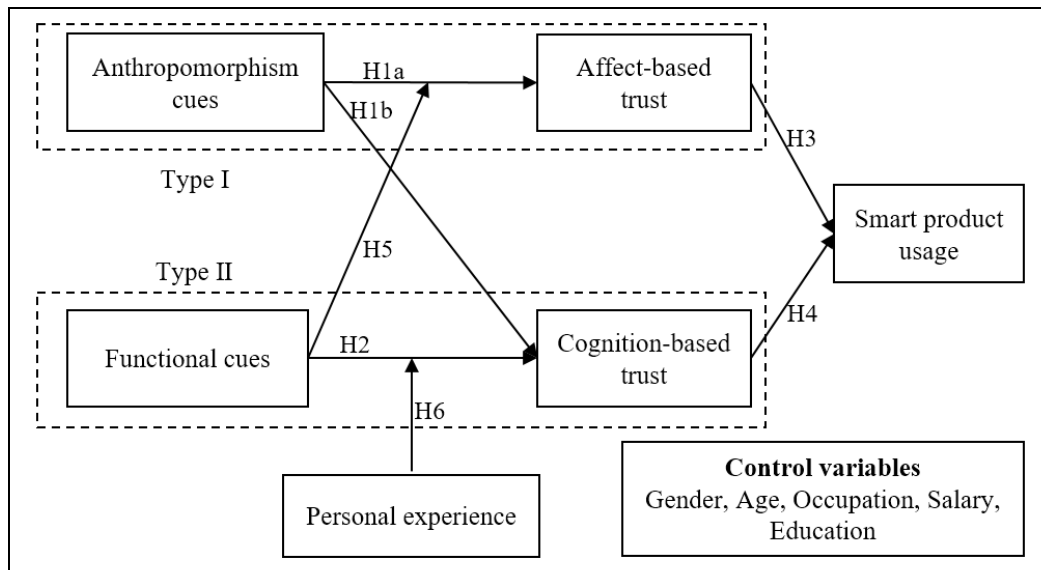 Anthropomorphism
cues
H1a
H1b
Affect-based
trust
H3
Type I
Smart product
usage
H5
Type II
H4
Functional cues
H2
Cognition-based
trust
H6
Personal experience
Control variables
Gender, Age, Occupation, Salary,
Education